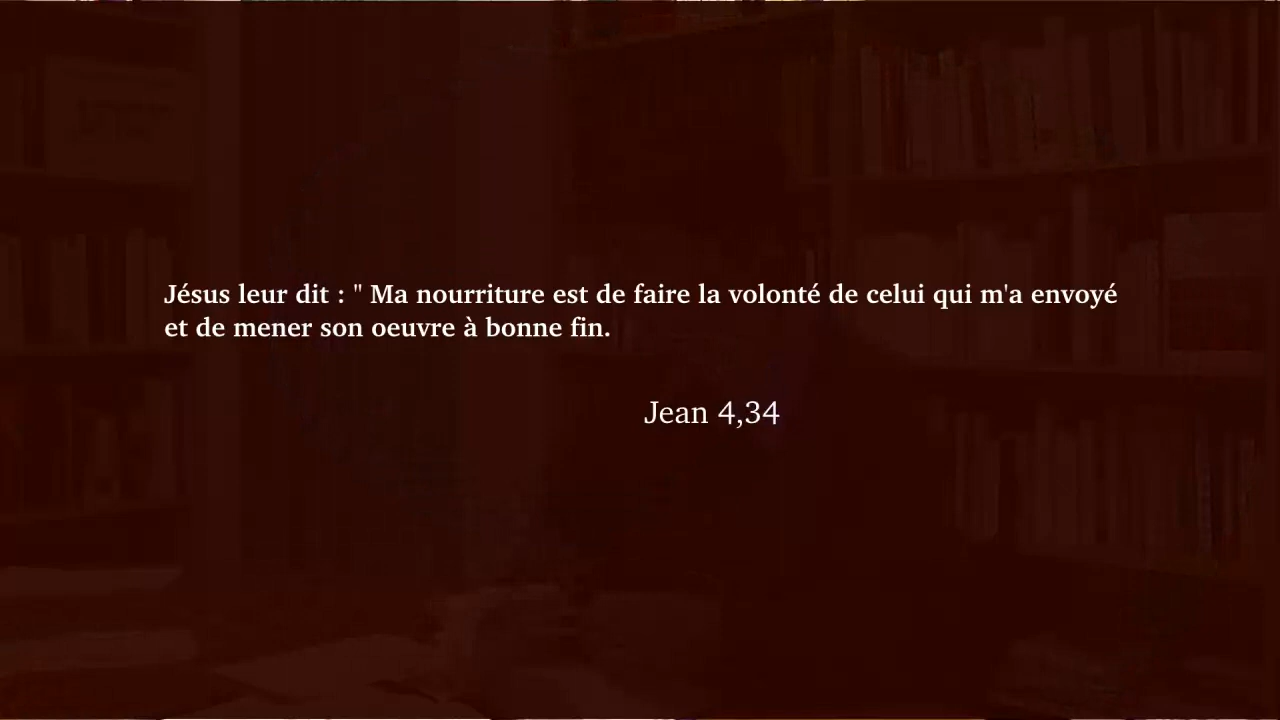 Jésus leur dit : " Ma nourriture est de faire la volonté de celui qui m'a envoyé
et de mener son oeuvre à bonne fin.
Jean 4,34